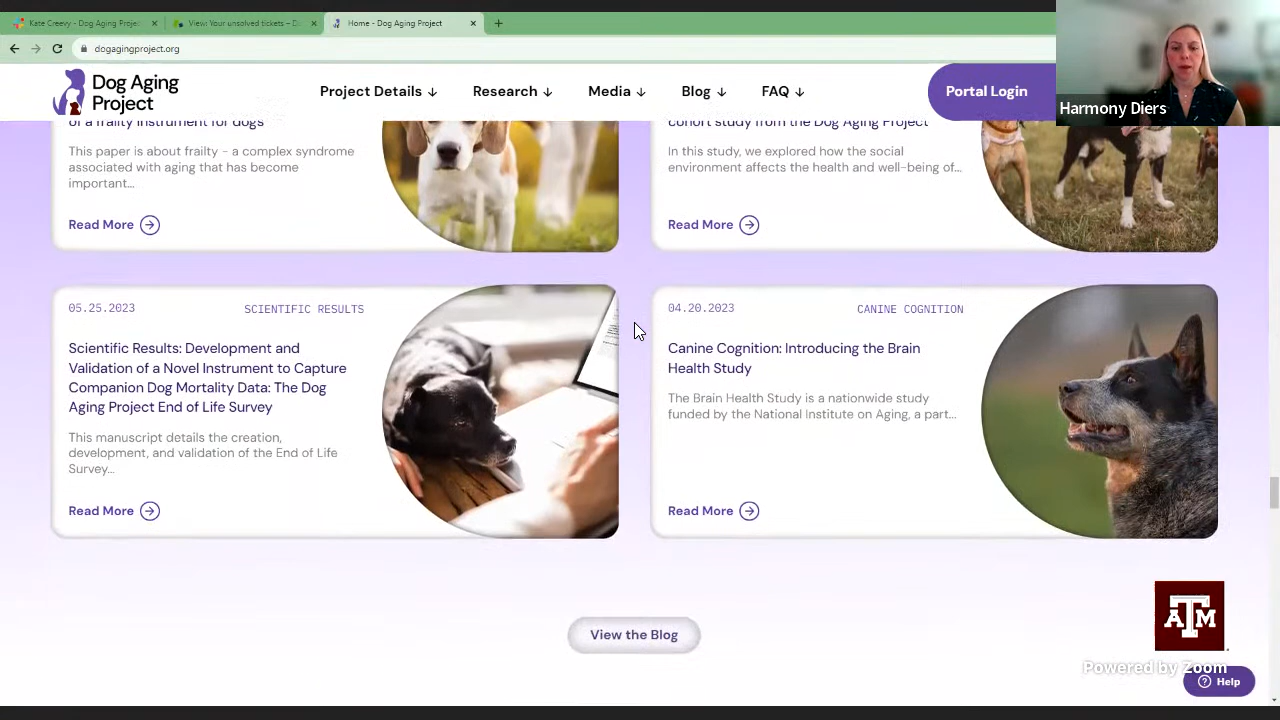 Kate Creevy - Dog Aging Projec
View: Your unsolved tickets – D
Home - Dog Aging Project
dogagingproject.org
Dog Aging
Project
Project Details
Research
Media
Blog
FAQ
Portal Login
Harmony Diers
of a frailty instrument for dogs
This paper is about frailty – a complex syndrome
associated with aging that has become
important...
Read More
cohort study from the Dog Aging Project
In this study, we explored how the social
environment affects the health and well-being of...
Read More
05.25.2023
SCIENTIFIC RESULTS
Scientific Results: Development and
Validation of a Novel Instrument to Capture
Companion Dog Mortality Data: The Dog
Aging Project End of Life Survey
This manuscript details the creation,
development, and validation of the End of Life
Survey...
Read More
04.20.2023
CANINE COGNITION
Canine Cognition: Introducing the Brain
Health Study
The Brain Health Study is a nationwide study
funded by the National Institute on Aging, a part...
Read More
View the Blog
ATM
Powered by Zoom
Help